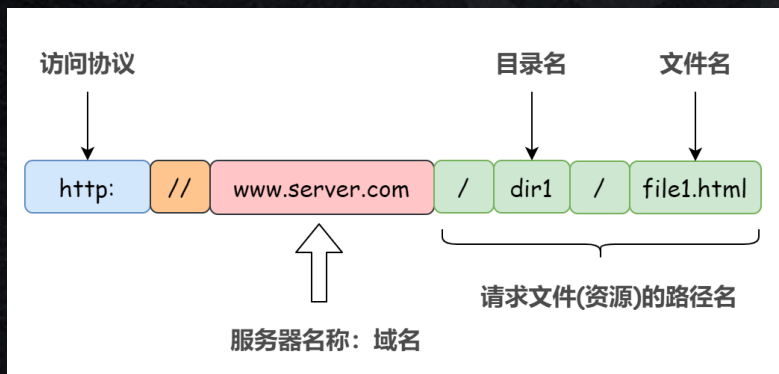 访问协议 目录名 文件名
http: // www.server.com / dir1 / file1.html
请求文件(资源)的路径名
服务器名称：域名